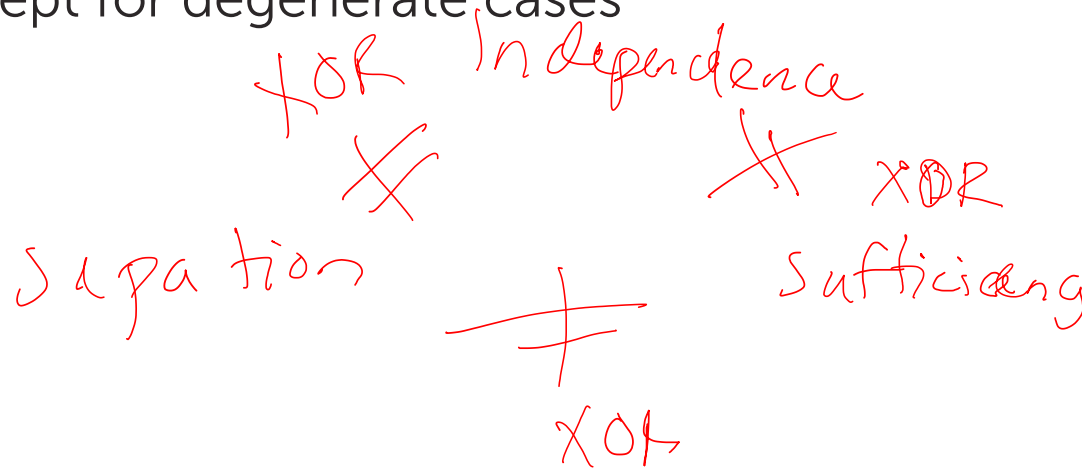 ept for degenerate cases
XOR Independence
XOR
sepation Sufficieng
XOR